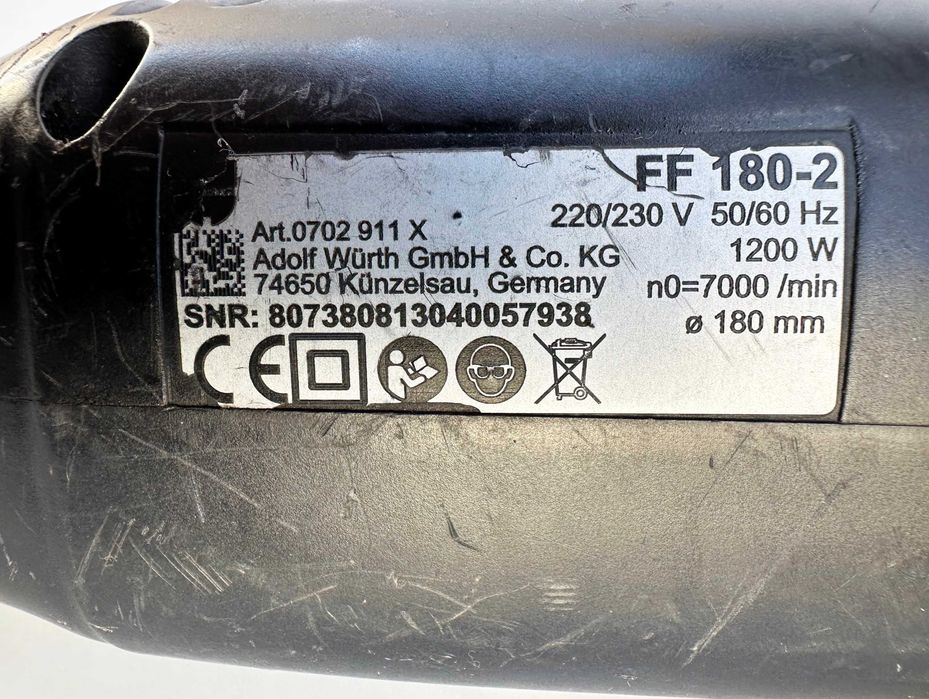 FF 180-2
220/230 V 50/60 Hz
1200 W
n0=7000 /min
ø 180 mm
Art.0702 911 X
Adolf Würth GmbH & Co. KG
74650 Künzelsau, Germany
SNR: 807380813040057938
CE